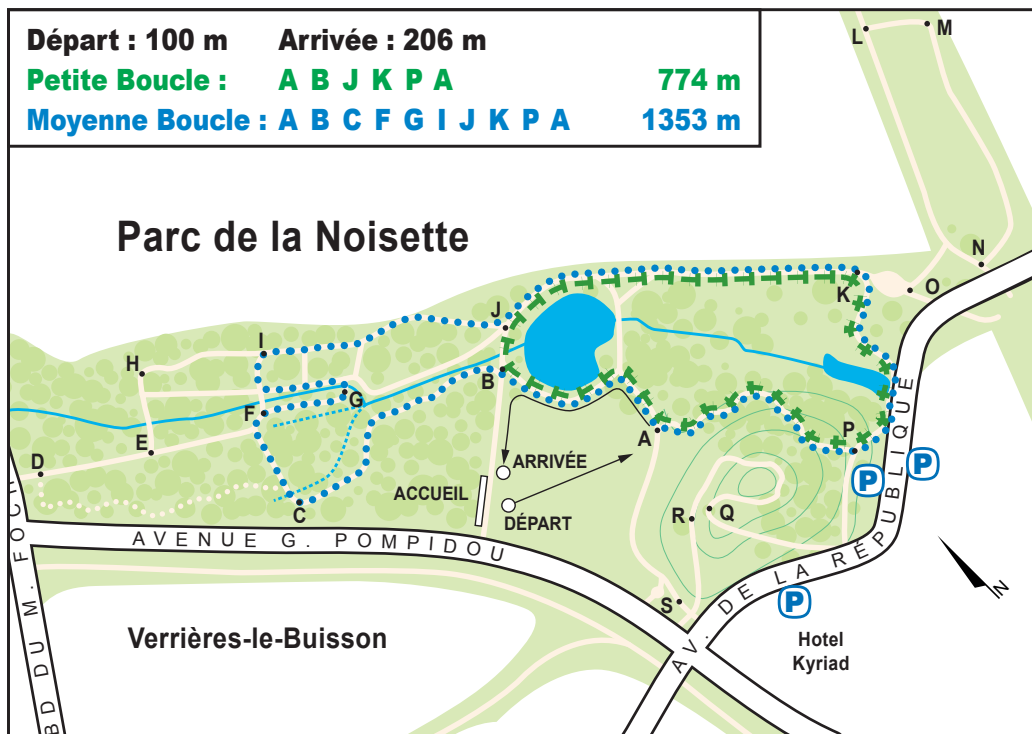 Départ : 100 m Arrivée : 206 m
Petite Boucle : A B J K P A 774 m
Moyenne Boucle : A B C F G I J K P A 1353 m
L
M
Parc de la Noisette
N
K
O
J
I
H
B
G
F
A
P
E
D
ARRIVÉE
P
P
ACCUEIL
C
DÉPART
R
Q
AVENUE G. POMPIDOU
BD DU M. FOCH
AV. DE LA RÉPUBLIQUE
S
P
N
Verrières-le-Buisson
Hotel
Kyriad